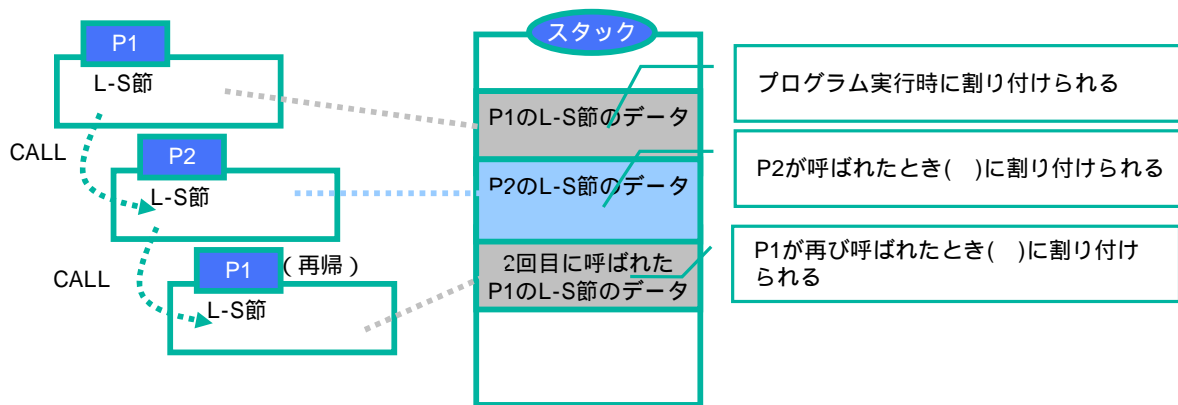 P1
L-S節
CALL
P2
L-S節
CALL
P1
(再帰)
L-S節
スタック
P1のL-S節のデータ
P2のL-S節のデータ
2回目に呼ばれた
P1のL-S節のデータ
プログラム実行時に割り付けられる
P2が呼ばれたとき( )に割り付けられる
P1が再び呼ばれたとき( )に割り付け
られる